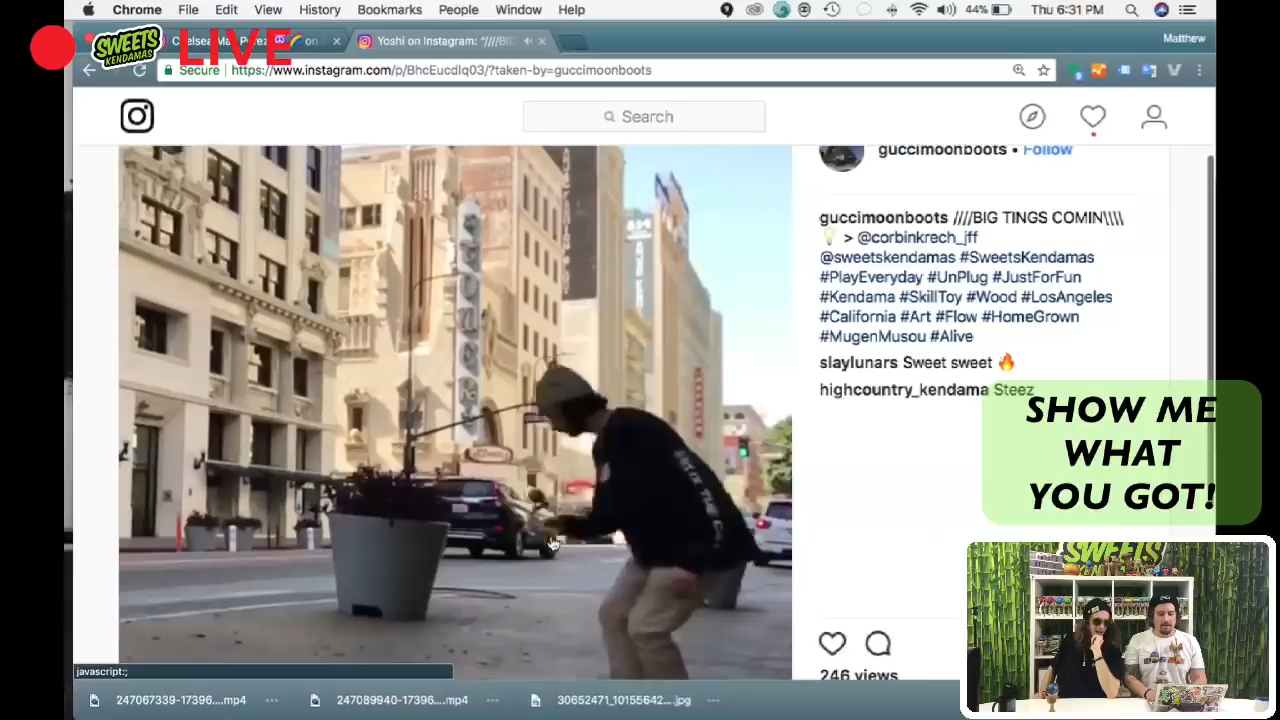 Chrome File Edit View History Bookmarks People Window Help
44% Thu 6:31 PM
SWEETS
KENDAMAS
LIVE
Yoshi on Instagram: "////BI
Matthew
Secure https://www.instagram.com/p/BhcEucdlq03/?taken-by=guccimoonboots
Search
guccimoonboots • Follow
guccimoonboots ////BIG TINGS COMIN\\\\
> @corbinkrech_jff
@sweetskendamas #SweetsKendamas
#PlayEveryday #UnPlug #JustForFun
#Kendama #SkillToy #Wood #LosAngeles
#California #Art #Flow #HomeGrown
#MugenMusou #Alive
slaylunars Sweet sweet 🔥
highcountry_kendama Steez
SHOW ME
WHAT
YOU GOT!
SWEETS
246 views
javascript:;
247067339-17396....mp4
247089940-17396....mp4
30652471_10155642....jpg